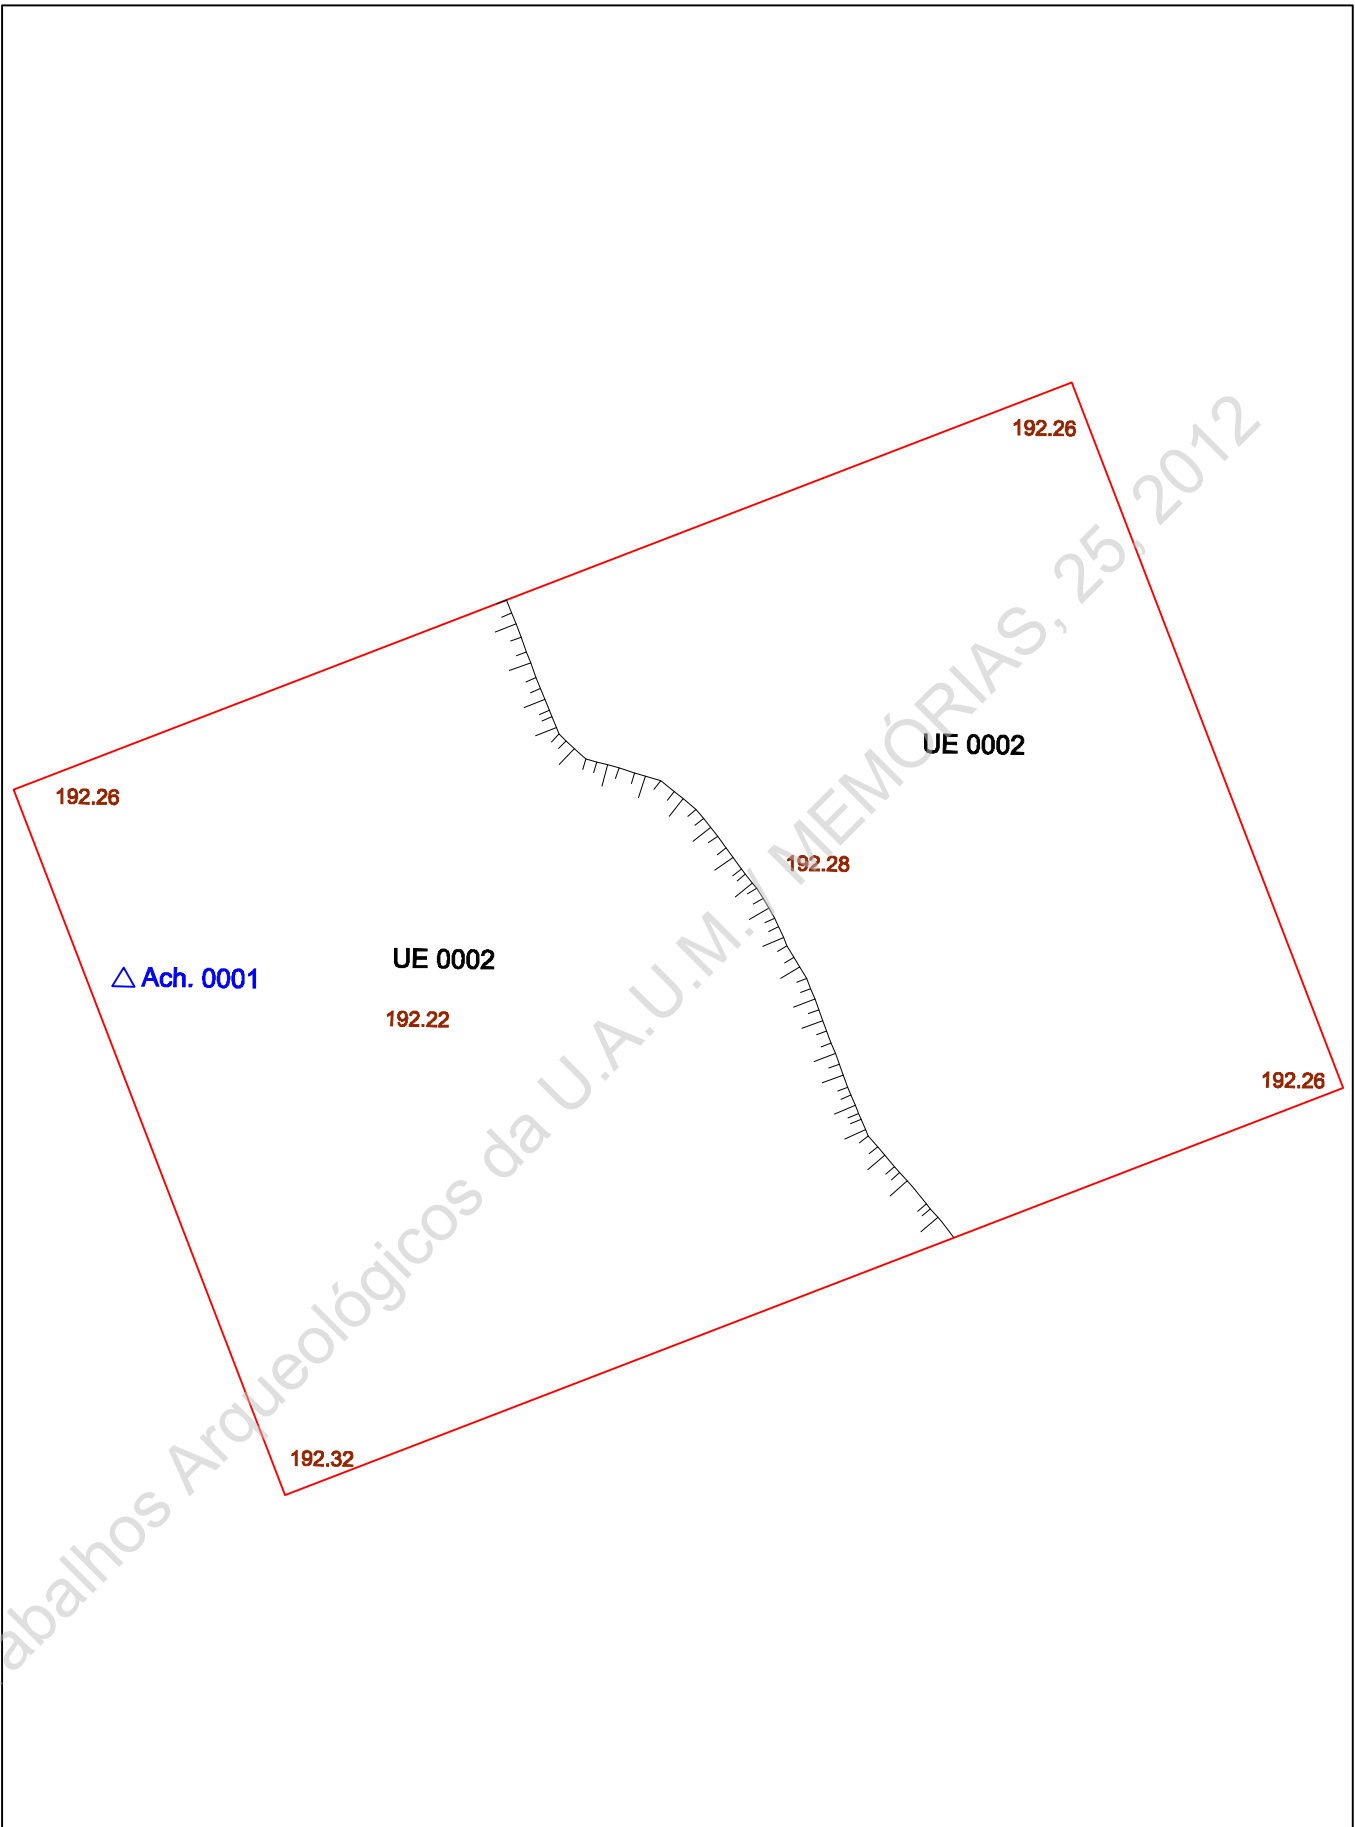 192.26
UE 0002
192.26
192.28
UE 0002
Ach. 0001
192.22
192.26
192.32
abalhos Arqueológicos da U.A.U.M. / MEMÓRIAS, 25, 2012